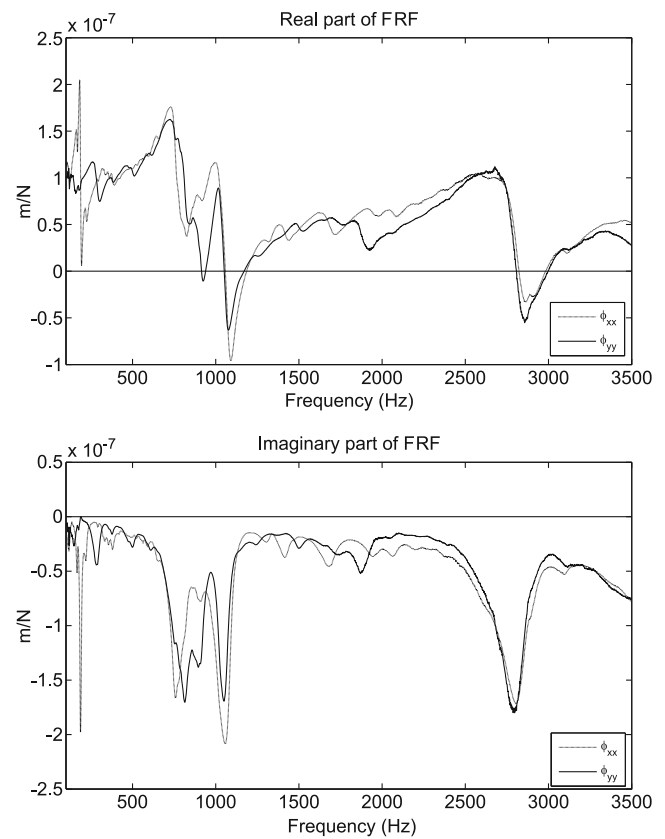 Real part of FRF
x 10-7
2.5
2
1.5
1
0.5
0
-0.5
-1
m/N
500 1000 1500 2000 2500 3000 3500
Frequency (Hz)
ϕxx
ϕyy
Imaginary part of FRF
x 10-7
0.5
0
-0.5
-1
-1.5
-2
-2.5
m/N
500 1000 1500 2000 2500 3000 3500
Frequency (Hz)
ϕxx
ϕyy